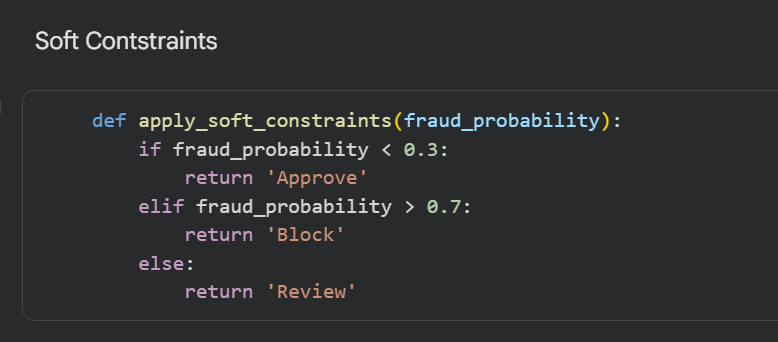 Soft Contstraints
def apply_soft_constraints(fraud_probability):
    if fraud_probability < 0.3:
        return 'Approve'
    elif fraud_probability > 0.7:
        return 'Block'
    else:
        return 'Review'